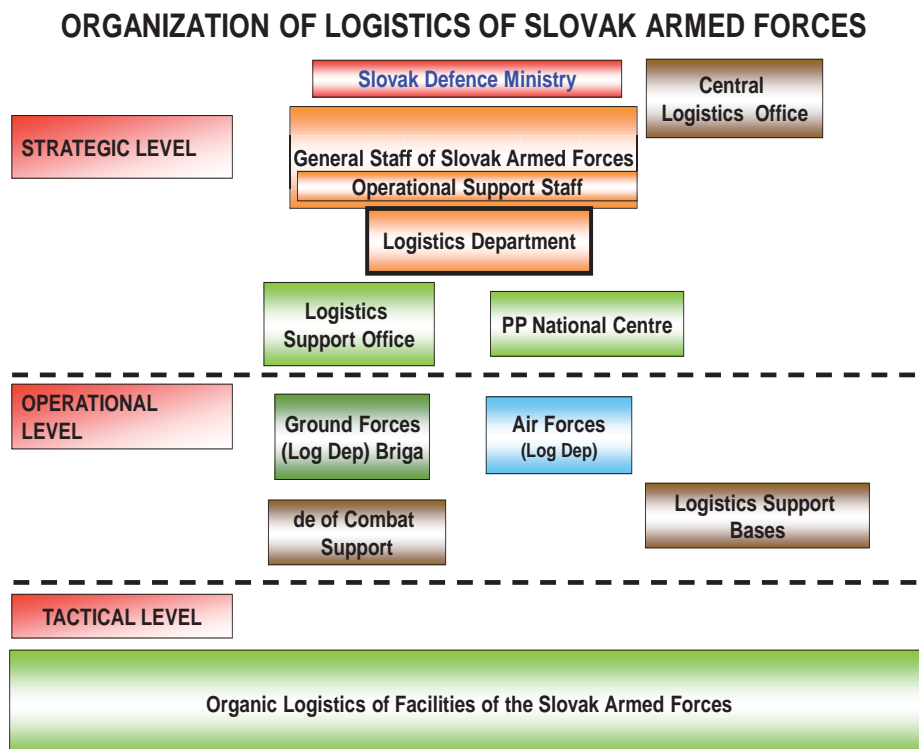 ORGANIZATION OF LOGISTICS OF SLOVAK ARMED FORCES
Slovak Defence Ministry
Central
Logistics Office
STRATEGIC LEVEL
General Staff of Slovak Armed Forces
Operational Support Staff
Logistics Department
Logistics
Support Office
PP National Centre
OPERATIONAL
LEVEL
Ground Forces
(Log Dep) Briga
Air Forces
(Log Dep)
de of Combat
Support
Logistics Support
Bases
TACTICAL LEVEL
Organic Logistics of Facilities of the Slovak Armed Forces